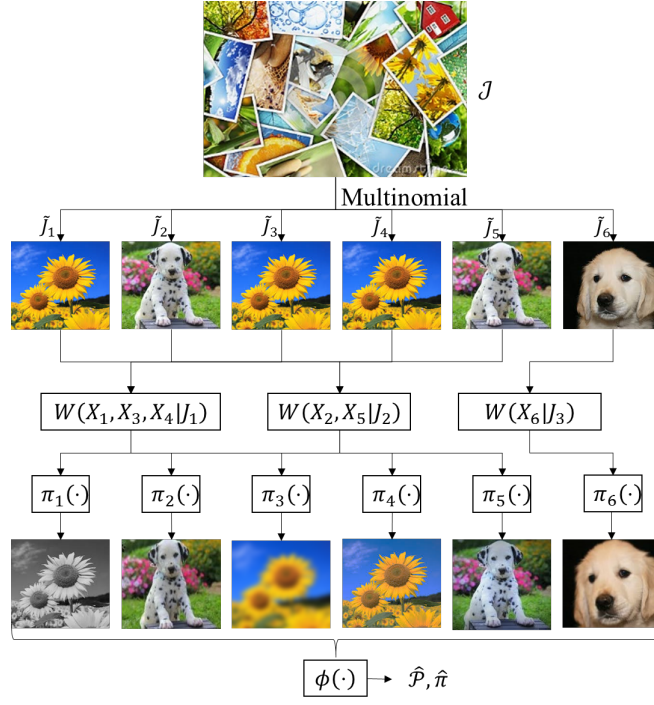 dreamstime
𝒥
Multinomial
J̃₁ J̃₂ J̃₃ J̃₄ J̃₅ J̃₆
W(X₁, X₃, X₄|J₁) W(X₂, X₅|J₂) W(X₆|J₃)
π₁(·) π₂(·) π₃(·) π₄(·) π₅(·) π₆(·)
ϕ(·) 𝒫̂, π̂